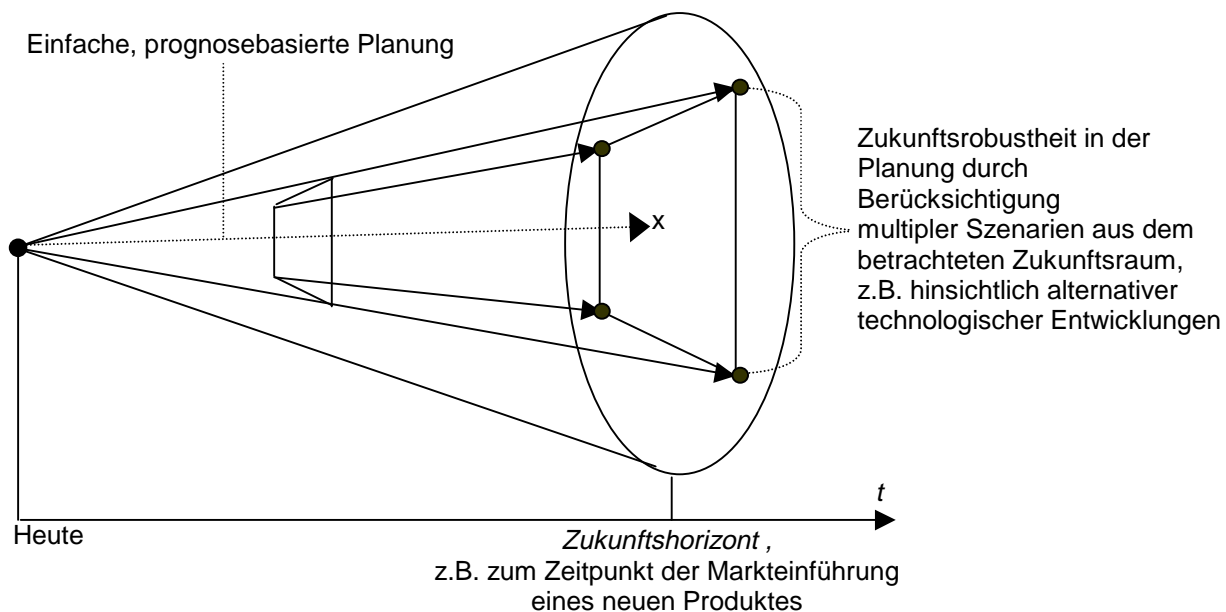 Einfache, prognosebasierte Planung
x
Zukunftsrobustheit in der
Planung durch
Berücksichtigung
multipler Szenarien aus dem
betrachteten Zukunftsraum,
z.B. hinsichtlich alternativer
technologischer Entwicklungen
t
Heute
Zukunftshorizont ,
z.B. zum Zeitpunkt der Markteinführung
eines neuen Produktes